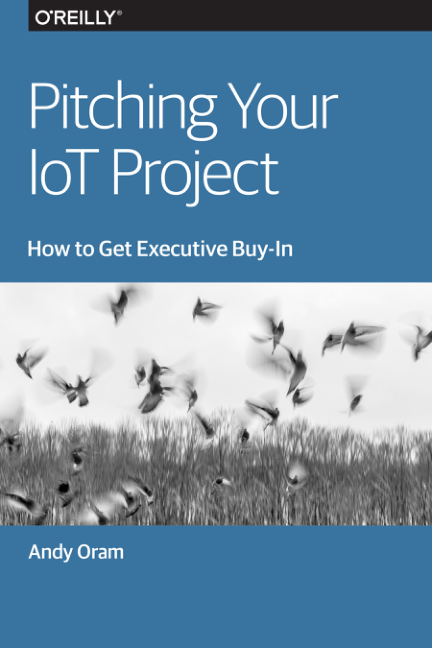 O'REILLY®
Pitching Your
IoT Project
How to Get Executive Buy-In
Andy Oram